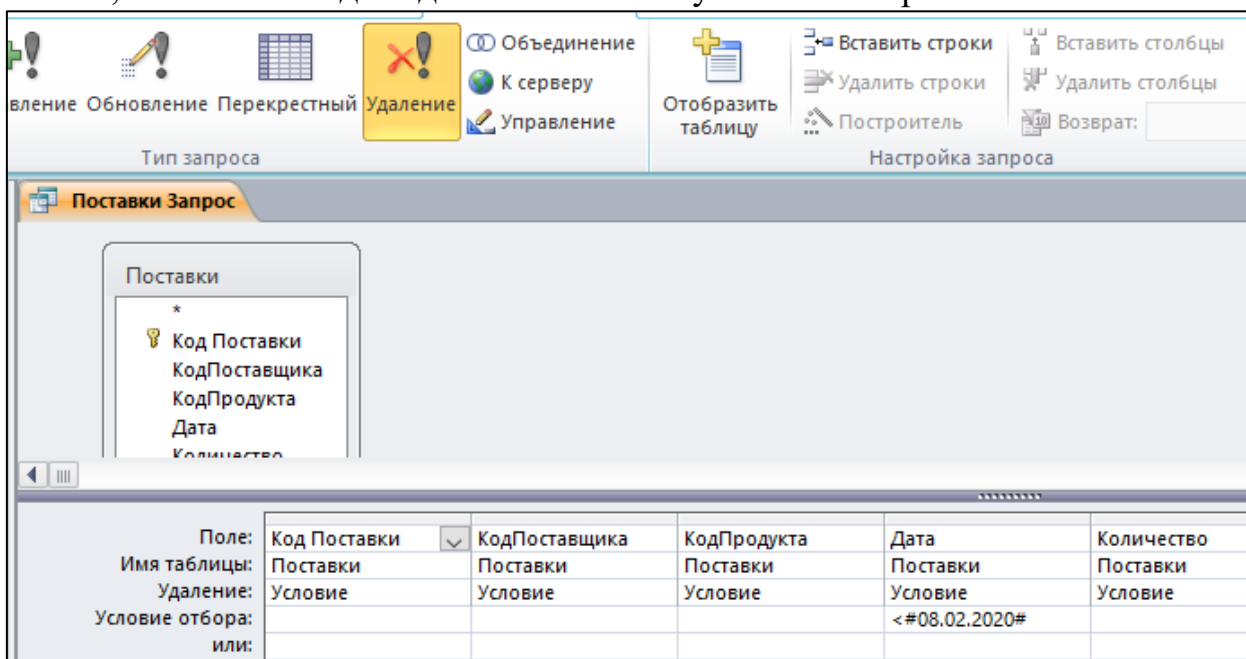 вление Обновление Перекрестный Удаление
Объединение
К серверу
Управление
Тип запроса
Отобразить
таблицу
Вставить строки
Удалить строки
Построитель
Вставить столбцы
Удалить столбцы
Возврат:
Настройка запроса
Поставки Запрос
Поставки
*
Код Поставки
КодПоставщика
КодПродукта
Дата
Количество
Поле: Код Поставки КодПоставщика КодПродукта Дата Количество
Имя таблицы: Поставки Поставки Поставки Поставки Поставки
Удаление: Условие Условие Условие Условие Условие
Условие отбора: <#08.02.2020#
или: